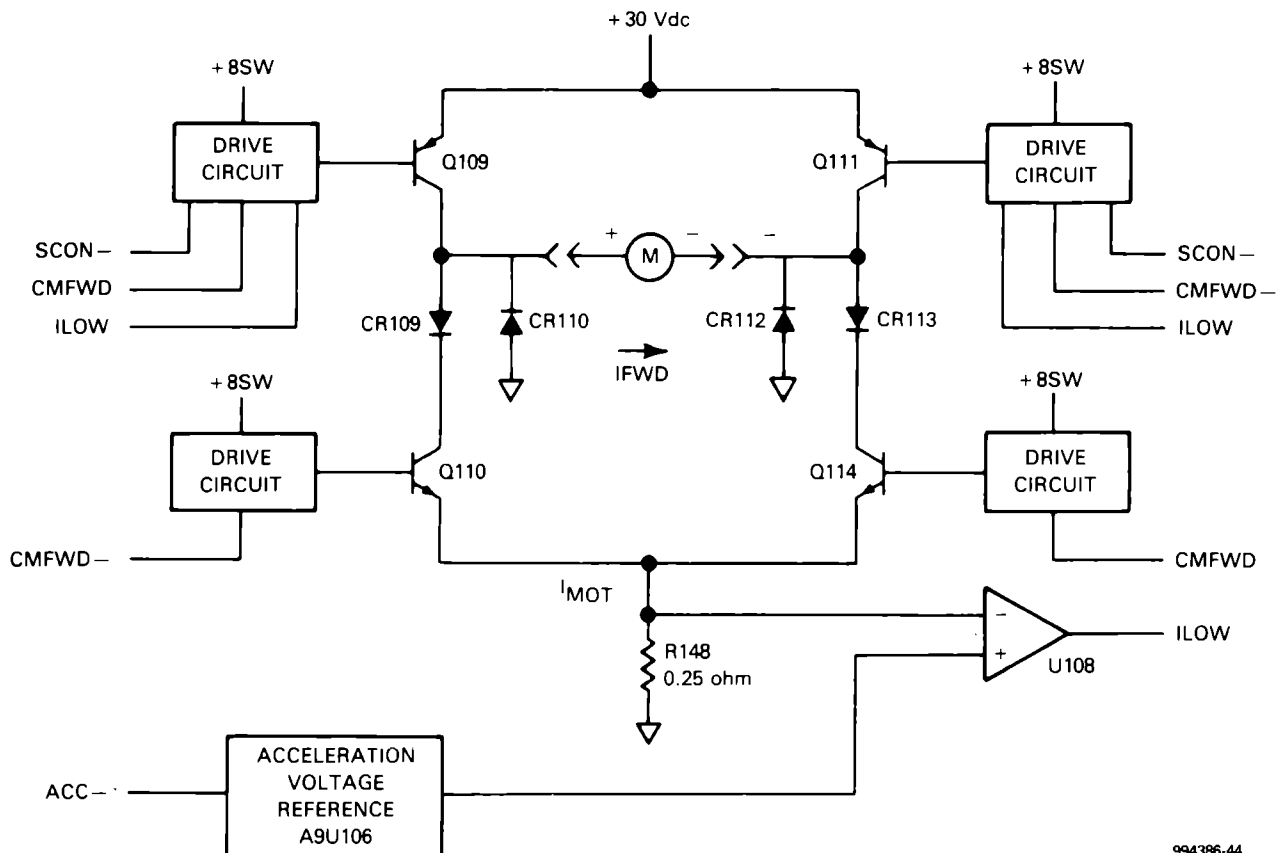 + 30 Vdc
+ 8SW
+ 8SW
DRIVE
CIRCUIT
Q109
Q111
DRIVE
CIRCUIT
SCON–
CMFWD
ILOW
+ M – –
SCON–
CMFWD–
ILOW
CR109
CR110
CR112
CR113
IFWD
+ 8SW
+ 8SW
DRIVE
CIRCUIT
Q110
Q114
DRIVE
CIRCUIT
CMFWD–
CMFWD
IMOT
–
+
U108
ILOW
R148
0.25 ohm
ACC–
ACCELERATION
VOLTAGE
REFERENCE
A9U106
994386-44